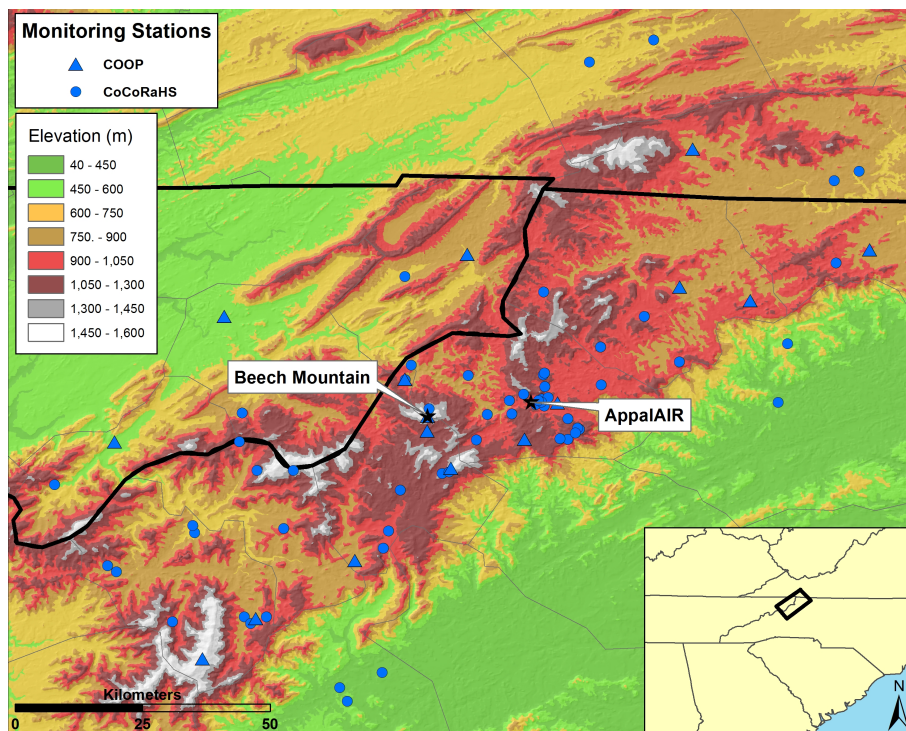 Monitoring Stations
COOP
CoCoRaHS
Elevation (m)
40 - 450
450 - 600
600 - 750
750. - 900
900 - 1,050
1,050 - 1,300
1,300 - 1,450
1,450 - 1,600
Beech Mountain
AppalAIR
Kilometers
0 25 50
N